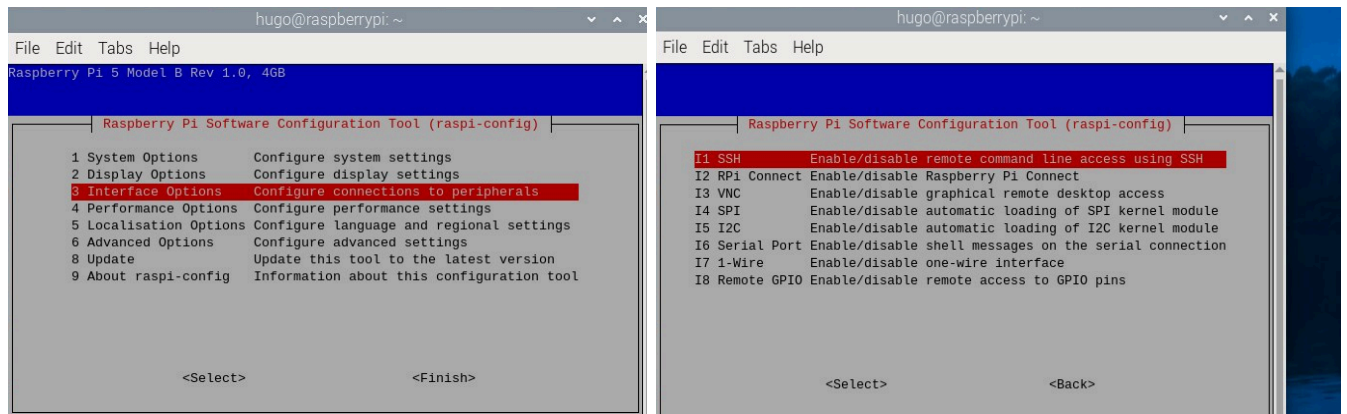 hugo@raspberrypi: ~
File Edit Tabs Help
Raspberry Pi 5 Model B Rev 1.0, 4GB
Raspberry Pi Software Configuration Tool (raspi-config)
1 System Options Configure system settings
2 Display Options Configure display settings
3 Interface Options Configure connections to peripherals
4 Performance Options Configure performance settings
5 Localisation Options Configure language and regional settings
6 Advanced Options Configure advanced settings
8 Update Update this tool to the latest version
9 About raspi-config Information about this configuration tool
<Select> <Finish>
hugo@raspberrypi: ~
File Edit Tabs Help
Raspberry Pi Software Configuration Tool (raspi-config)
I1 SSH Enable/disable remote command line access using SSH
I2 RPi Connect Enable/disable Raspberry Pi Connect
I3 VNC Enable/disable graphical remote desktop access
I4 SPI Enable/disable automatic loading of SPI kernel module
I5 I2C Enable/disable automatic loading of I2C kernel module
I6 Serial Port Enable/disable shell messages on the serial connection
I7 1-Wire Enable/disable one-wire interface
I8 Remote GPIO Enable/disable remote access to GPIO pins
<Select> <Back>